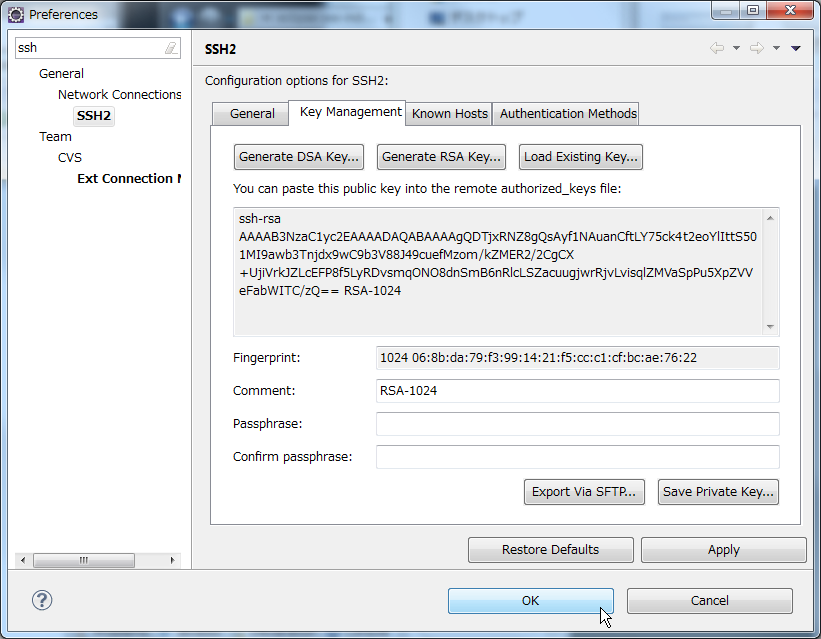 Preferences
ssh
General
Network Connections
SSH2
Team
CVS
Ext Connection M
SSH2
Configuration options for SSH2:
General
Key Management
Known Hosts
Authentication Methods
Generate DSA Key...
Generate RSA Key...
Load Existing Key...
You can paste this public key into the remote authorized_keys file:
ssh-rsa
AAAAB3NzaC1yc2EAAAADAQABAAAAgQDTjxRNZ8gQsAyf1NAuanCftLY75ck4t2eoYlIttS50
1MI9awb3Tnjdx9wC9b3V88J49cuefMzom/kZMER2/2CgCX
+UjiVrkJZLcEFP8f5LyRDvsmqONO8dnSmB6nRlcLSZacuugjwrRjvLvisqlZMVaSpPu5XpZVV
eFabWITC/zQ== RSA-1024
Fingerprint:
1024 06:8b:da:79:f3:99:14:21:f5:cc:c1:cf:bc:ae:76:22
Comment:
RSA-1024
Passphrase:
Confirm passphrase:
Export Via SFTP...
Save Private Key...
Restore Defaults
Apply
OK
Cancel